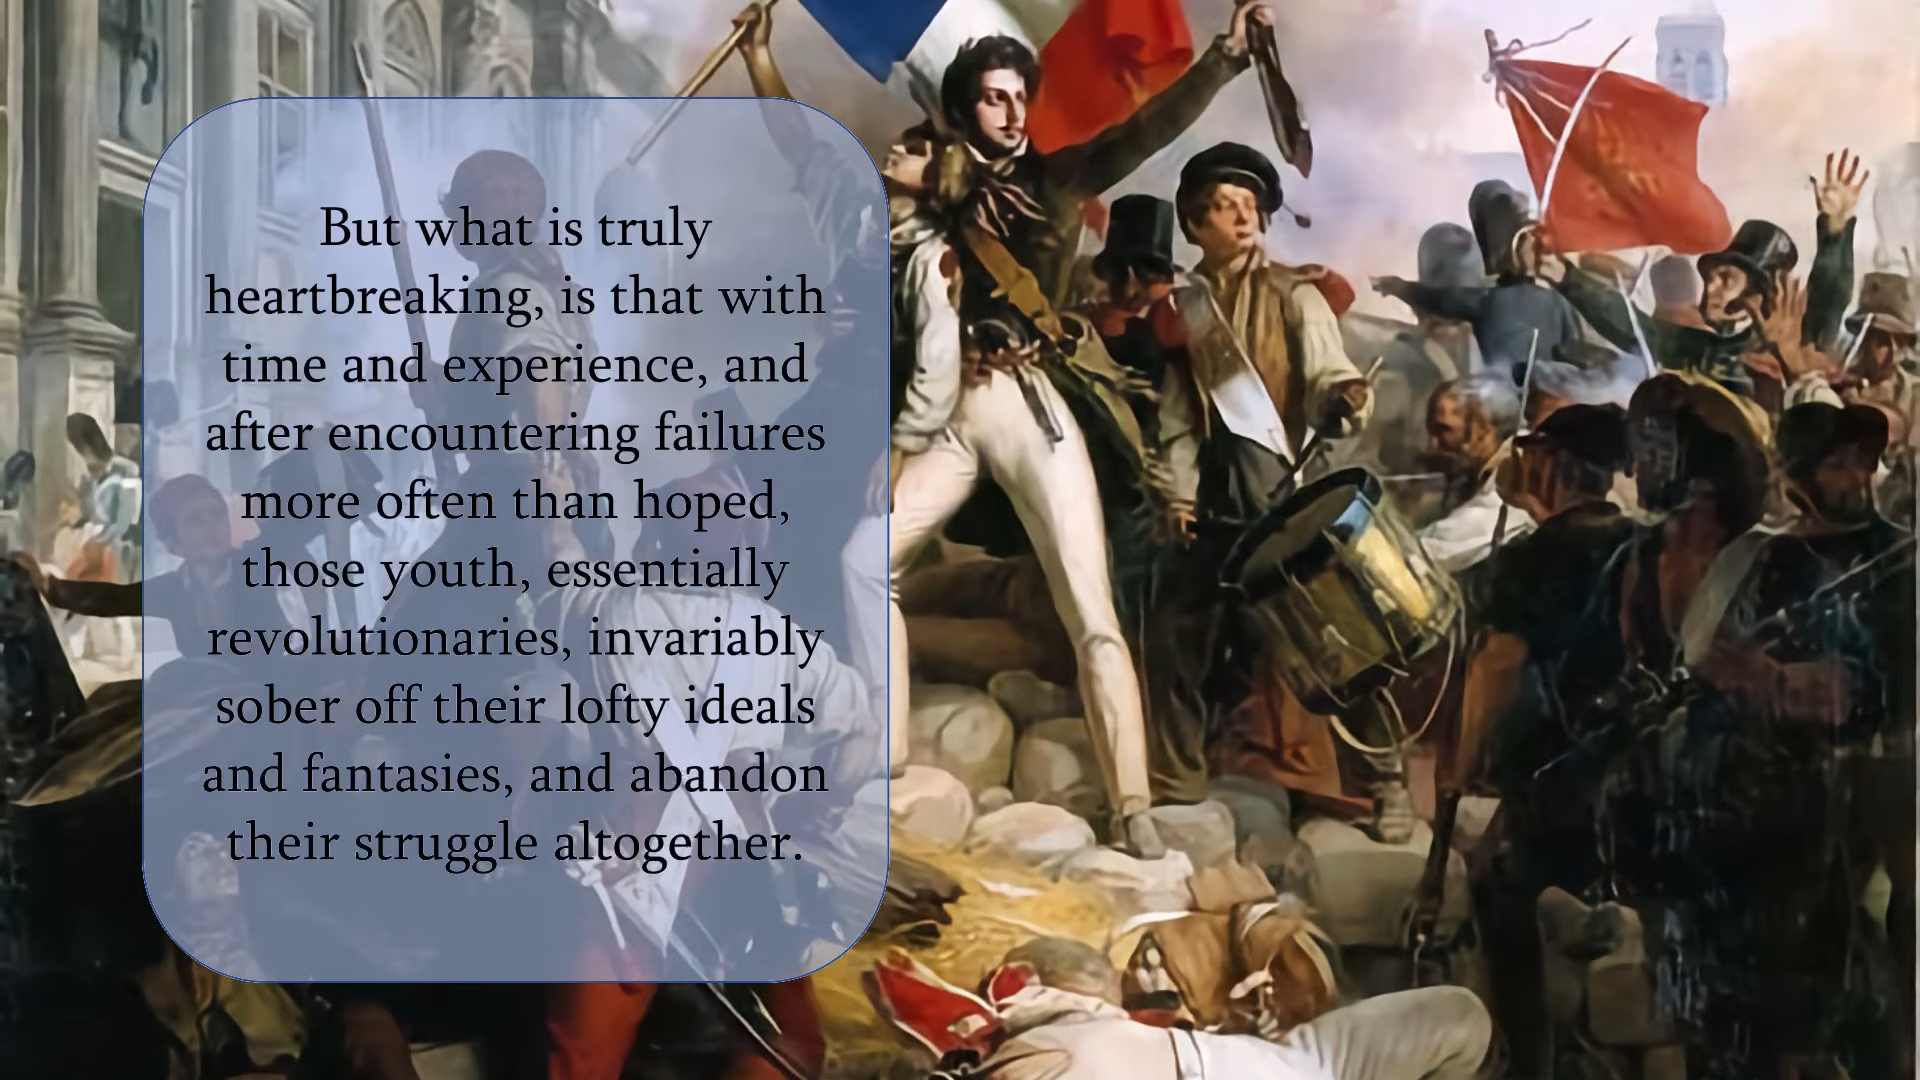 But what is truly
heartbreaking, is that with
time and experience, and
after encountering failures
more often than hoped,
those youth, essentially
revolutionaries, invariably
sober off their lofty ideals
and fantasies, and abandon
their struggle altogether.